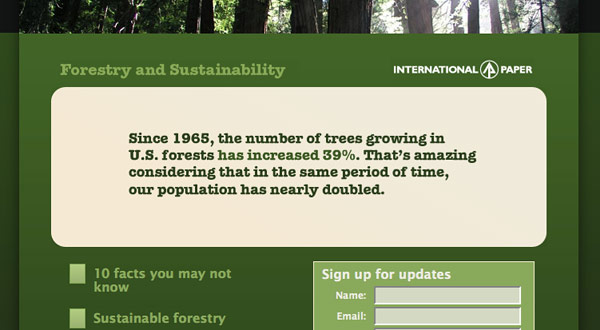 Forestry and Sustainability
INTERNATIONAL PAPER
Since 1965, the number of trees growing in
U.S. forests has increased 39%. That's amazing
considering that in the same period of time,
our population has nearly doubled.
10 facts you may not
know
Sustainable forestry
Sign up for updates
Name:
Email: